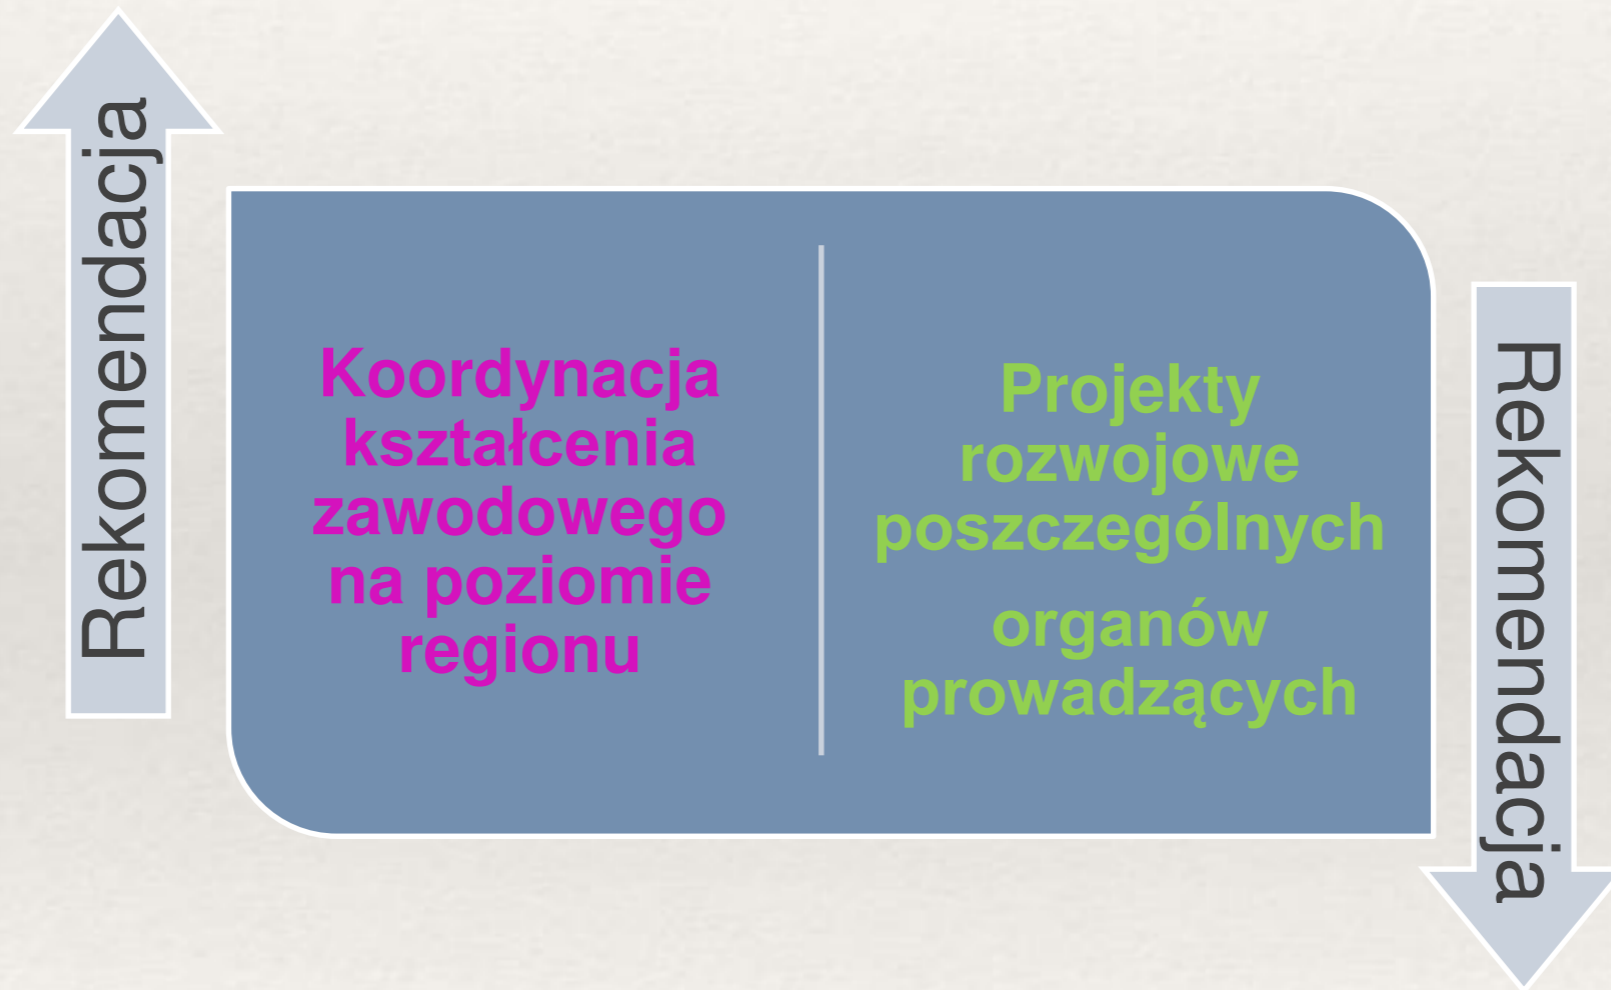 Rekomendacja
Koordynacja
kształcenia
zawodowego
na poziomie
regionu
Projekty
rozwojowe
poszczególnych
organów
prowadzących
Rekomendacja